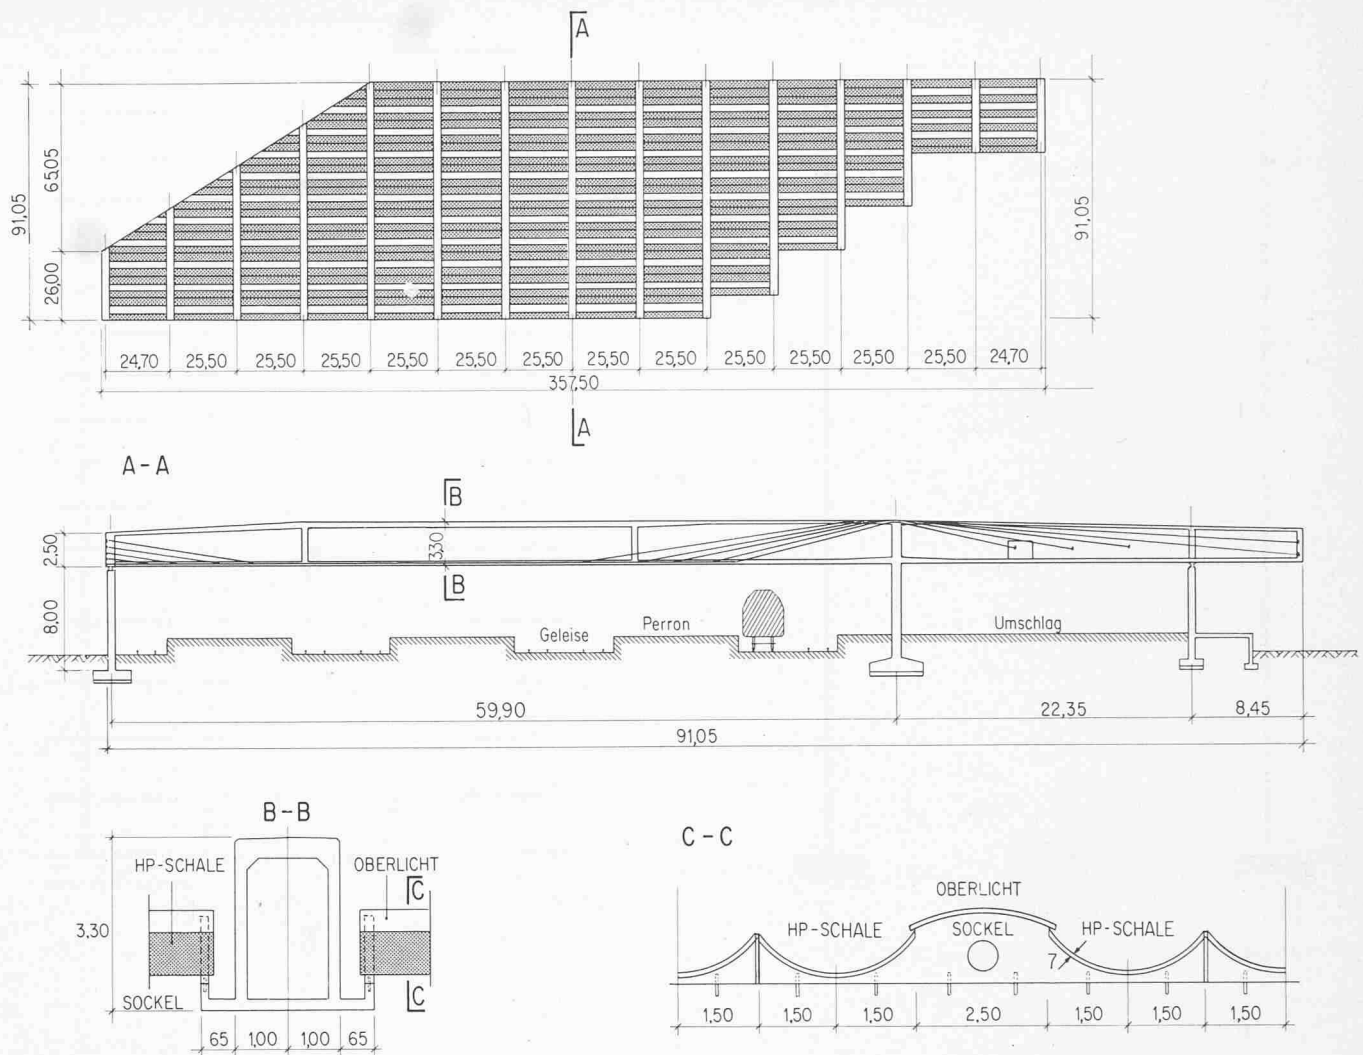 A
91,05
65,05
26,00
91,05
24,70 25,50 25,50 25,50 25,50 25,50 25,50 25,50 25,50 25,50 25,50 25,50 25,50 24,70
357,50
A
A-A
B
2,50
3,30
B
8,00
Geleise
Perron
Umschlag
59,90 22,35 8,45
91,05
B-B
HP-SCHALE OBERLICHT
C
3,30
SOCKEL
C
65 1,00 1,00 65
C-C
OBERLICHT
HP-SCHALE SOCKEL HP-SCHALE
7
1,50 1,50 1,50 2,50 1,50 1,50 1,50